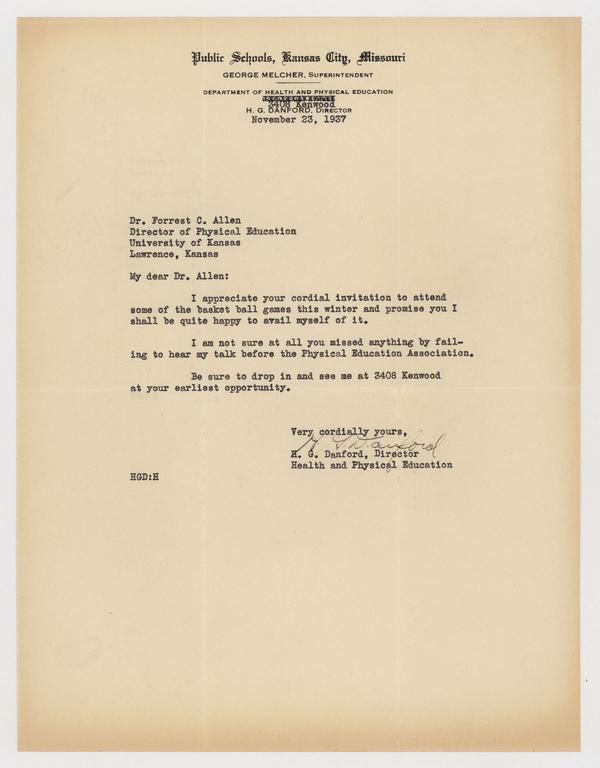 Public Schools, Kansas City, Missouri
GEORGE MELCHER, SUPERINTENDENT
DEPARTMENT OF HEALTH AND PHYSICAL EDUCATION
3408 Kenwood
H. G. DANFORD, DIRECTOR
November 23, 1937
Dr. Forrest C. Allen
Director of Physical Education
University of Kansas
Lawrence, Kansas
My dear Dr. Allen:
I appreciate your cordial invitation to attend
some of the basket ball games this winter and promise you I
shall be quite happy to avail myself of it.
I am not sure at all you missed anything by fail-
ing to hear my talk before the Physical Education Association.
Be sure to drop in and see me at 3408 Kenwood
at your earliest opportunity.
Very cordially yours,
H G Danford
H. G. Danford, Director
Health and Physical Education
HGD:H